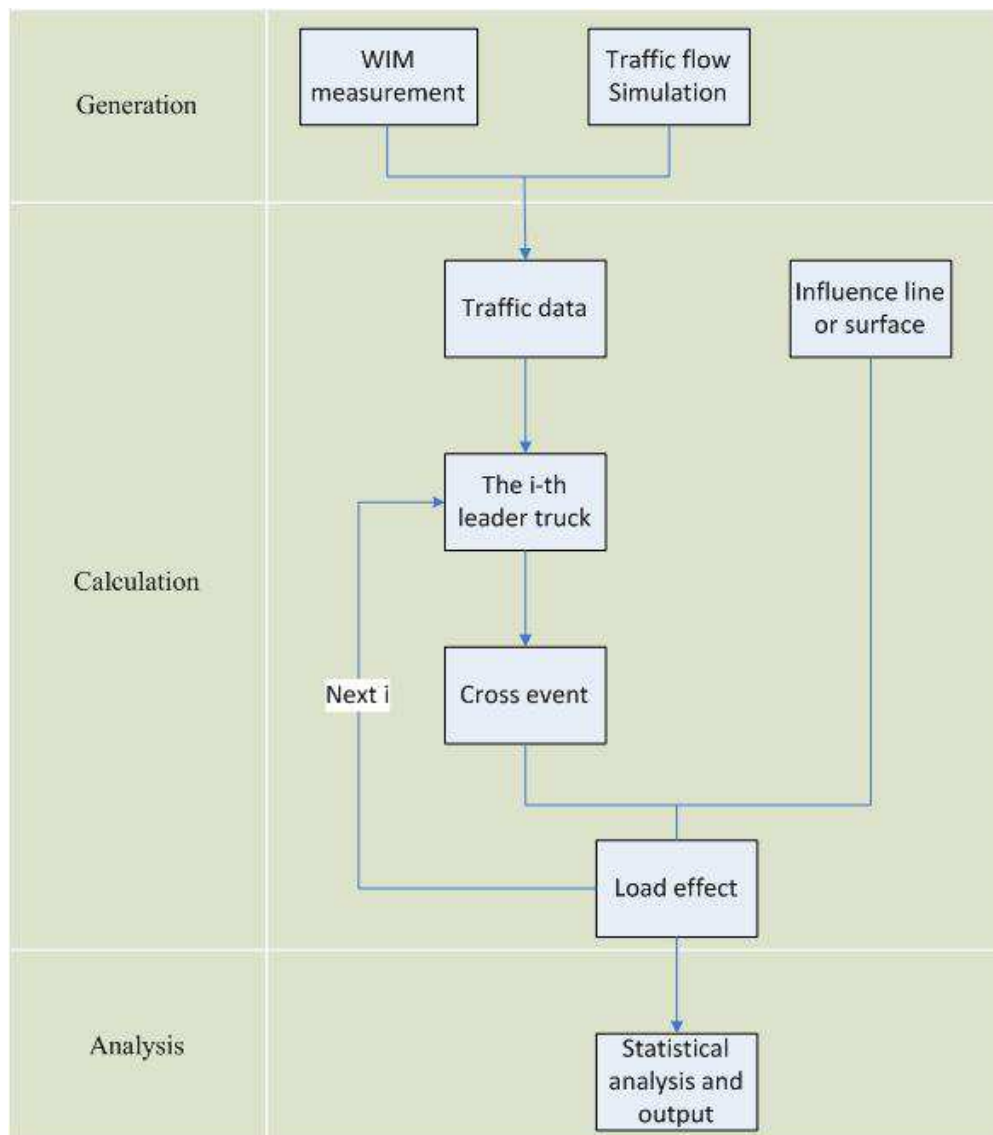 Generation
WIM
measurement
Traffic flow
Simulation
Calculation
Traffic data
Influence line
or surface
The i-th
leader truck
Next i
Cross event
Load effect
Analysis
Statistical
analysis and
output